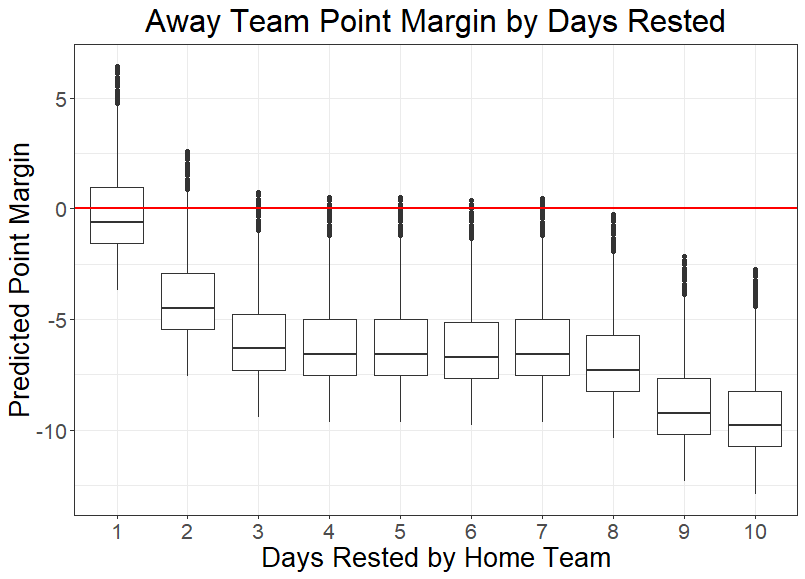 Away Team Point Margin by Days Rested
Predicted Point Margin
5
0
-5
-10
1 2 3 4 5 6 7 8 9 10
Days Rested by Home Team